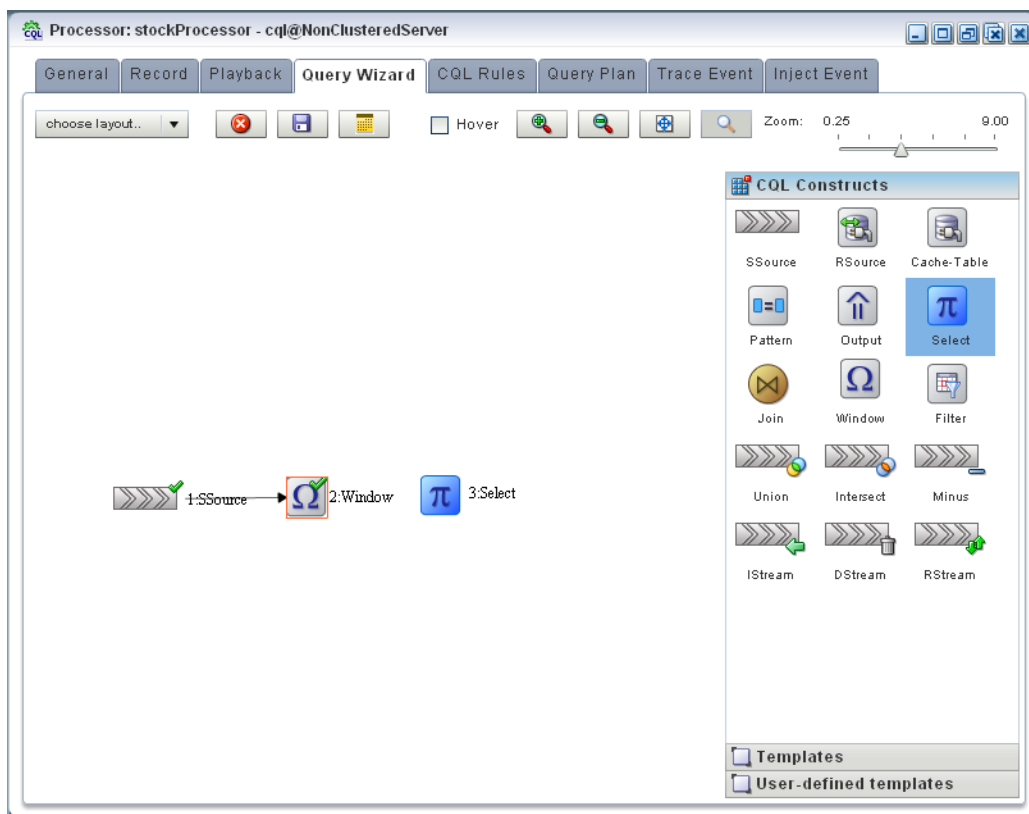 CQL Processor: stockProcessor - cql@NonClusteredServer
General Record Playback Query Wizard CQL Rules Query Plan Trace Event Inject Event
choose layout.. Hover Zoom: 0.25 9.00
CQL Constructs
SSource RSource Cache-Table
π
Pattern Output Select
Ω
Join Window Filter
1:SSource Ω 2:Window π 3:Select
Union Intersect Minus
IStream DStream RStream
Templates
User-defined templates